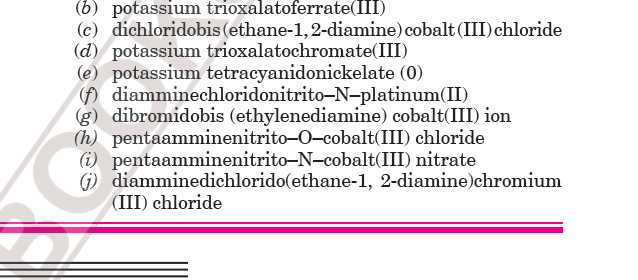 (b) potassium trioxalatoferrate(III)
(c) dichloridobis(ethane-1,2-diamine)cobalt(III)chloride
(d) potassium trioxalatochromate(III)
(e) potassium tetracyanidonickelate (0)
(f) diamminechloridonitrito–N–platinum(II)
(g) dibromidobis (ethylenediamine) cobalt(III) ion
(h) pentaamminenitrito–O–cobalt(III) chloride
(i) pentaamminenitrito–N–cobalt(III) nitrate
(j) diamminedichlorido(ethane-1, 2-diamine)chromium
(III) chloride
BOOK